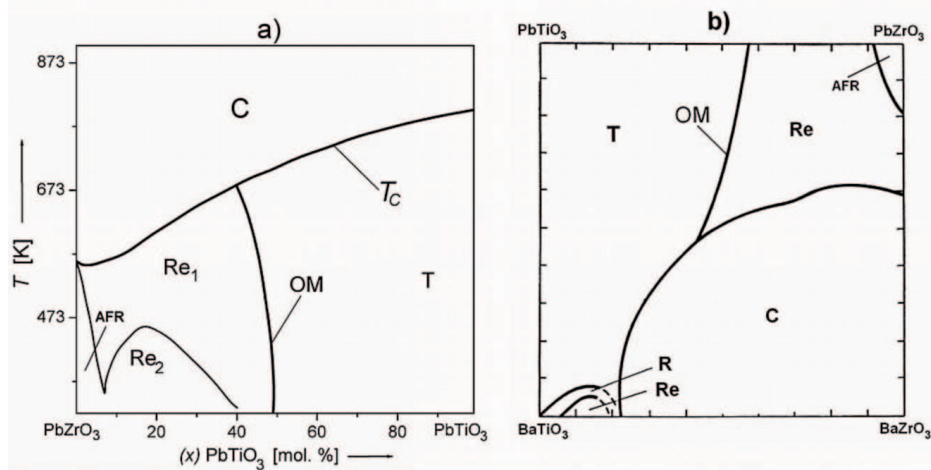 a)
873
C
673
T_C
T [K]
Re₁
OM
T
473
AFR
Re₂
PbZrO₃
20
40
60
80
PbTiO₃
(x) PbTiO₃ [mol. %]
b)
PbTiO₃
PbZrO₃
AFR
OM
T
Re
C
R
Re
BaTiO₃
BaZrO₃